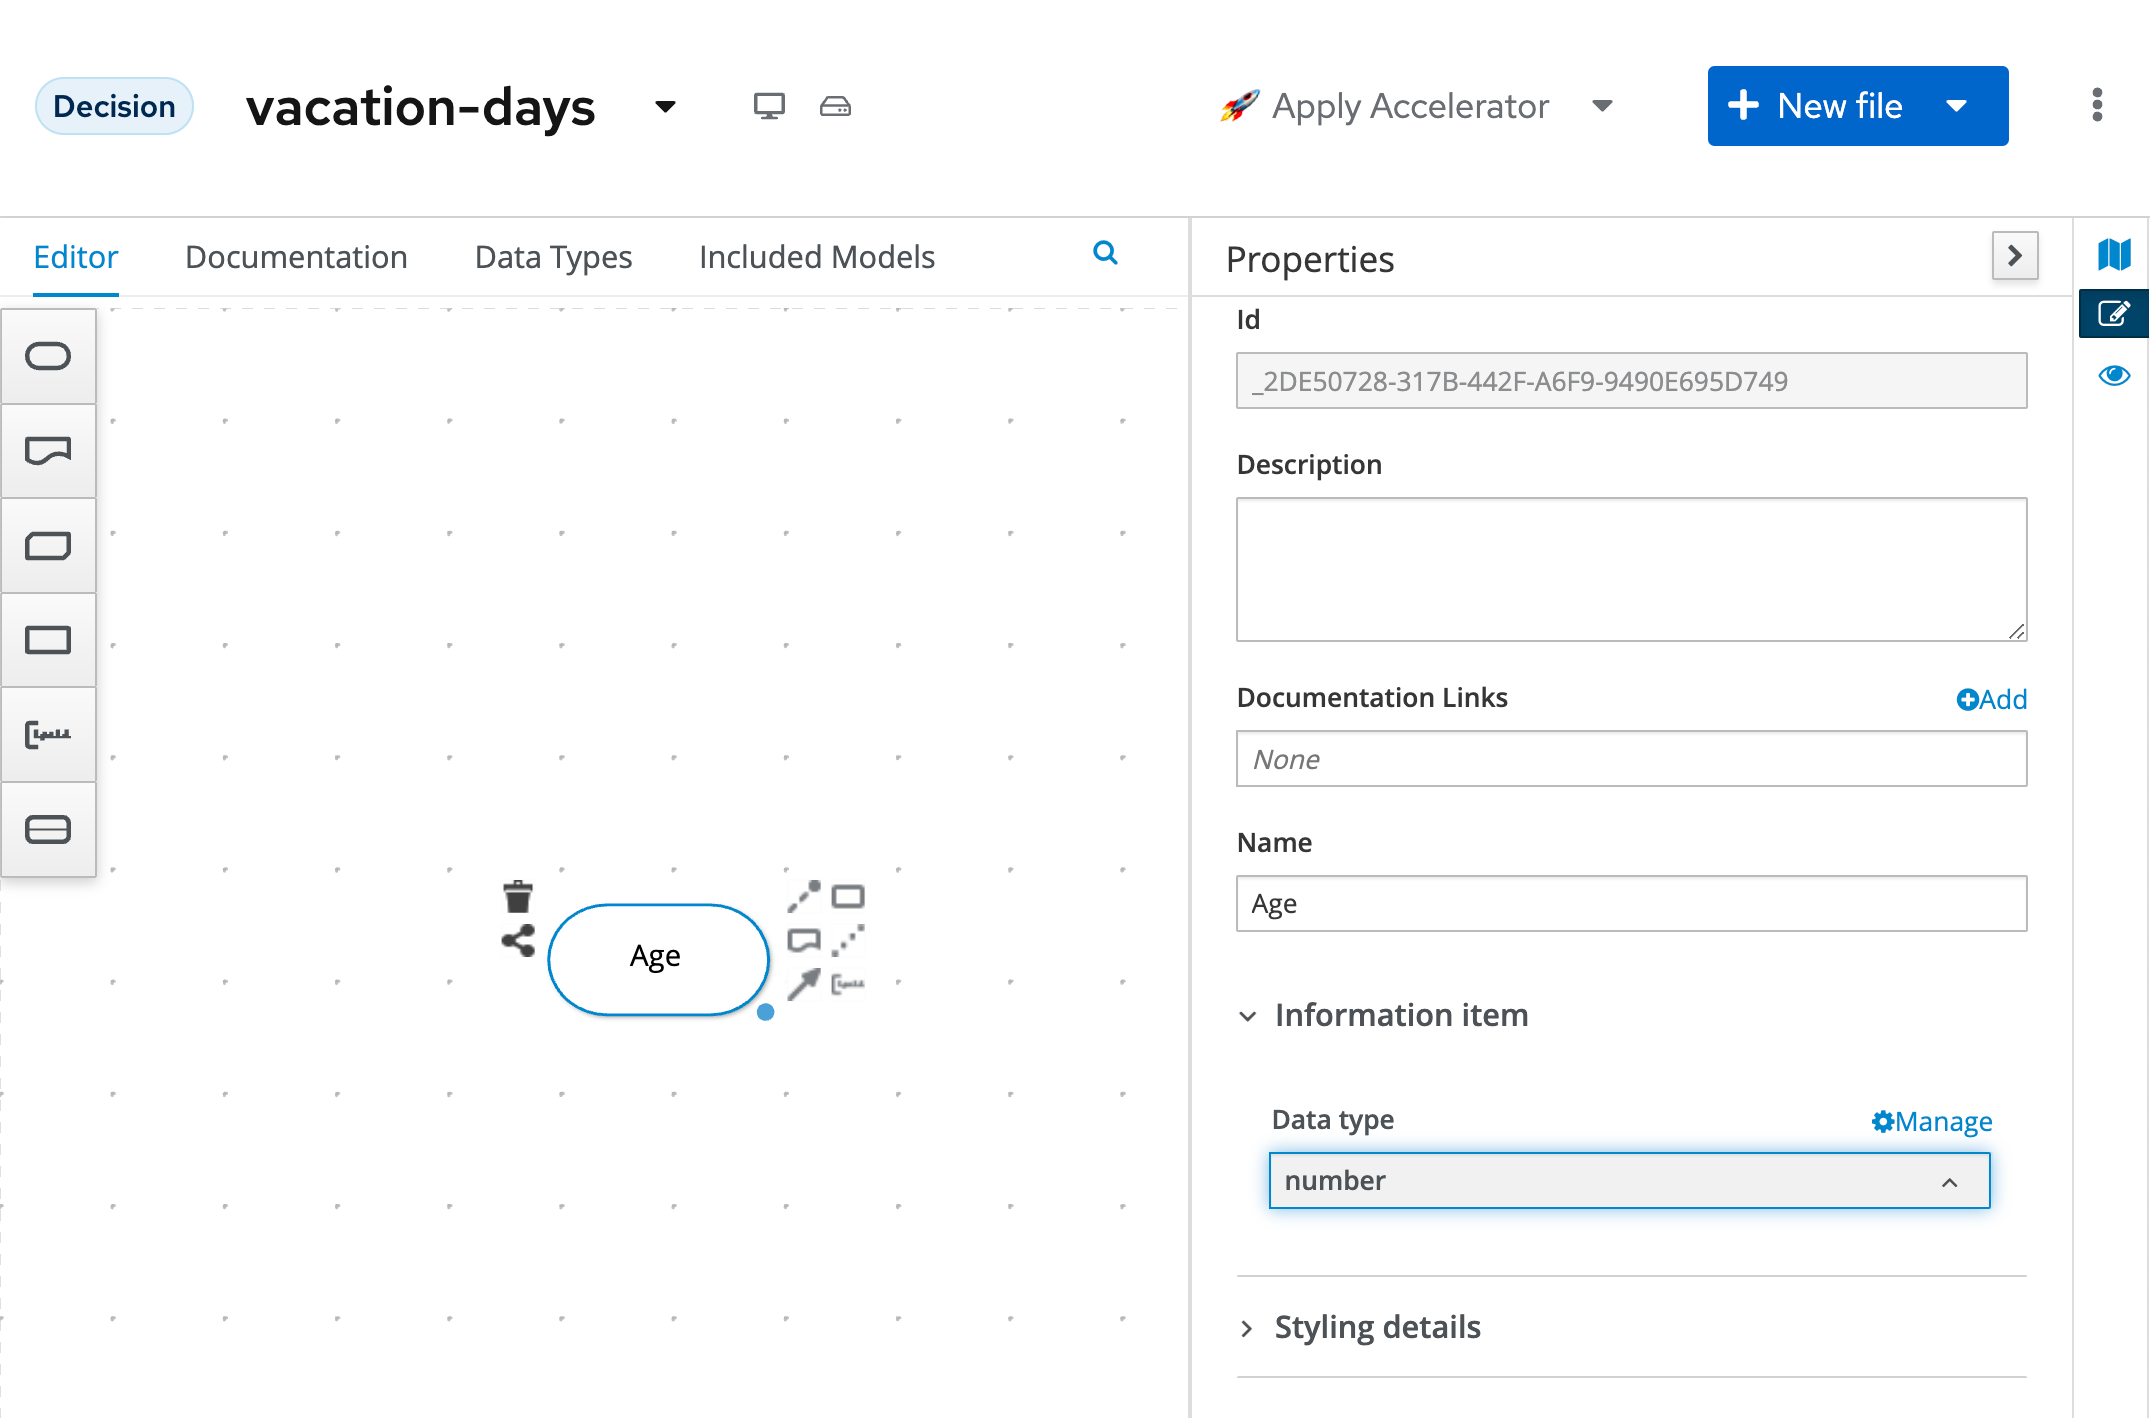 Decision
vacation-days
Apply Accelerator
New file
Editor
Documentation
Data Types
Included Models
Properties
Id
_2DE50728-317B-442F-A6F9-9490E695D749
Description
Documentation Links
Add
None
Name
Age
Age
Information item
Data type
Manage
number
Styling details